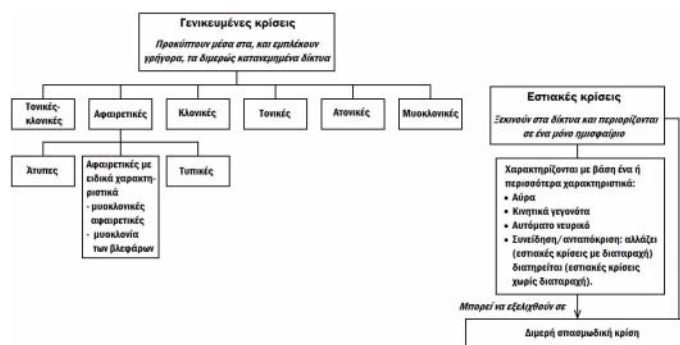 Γενικευμένες κρίσεις
Προκύπτουν μέσα στα, και εμπλέκουν
γρήγορα, τα διμερώς κατανεμημένα δίκτυα
Τονικές-
κλονικές
Αφαιρετικές
Κλονικές
Τονικές
Ατονικές
Μυοκλονικές
Άτυπες
Αφαιρετικές με
ειδικά χαρακτη-
ριστικά
- μυοκλονικές
αφαιρετικές
- μυοκλονία
των βλεφάρων
Τυπικές
Εστιακές κρίσεις
Ξεκινούν στα δίκτυα και περιορίζονται
σε ένα μόνο ημισφαίριο
Χαρακτηρίζονται με βάση ένα ή
περισσότερα χαρακτηριστικά:
• Αύρα
• Κινητικά γεγονότα
• Αυτόματο νευρικό
• Συνείδηση/ανταπόκριση: αλλάζει
(εστιακές κρίσεις με διαταραχή)
διατηρείται (εστιακές κρίσεις
χωρίς διαταραχή).
Μπορεί να εξελιχθούν σε
Διμερή σπασμωδική κρίση